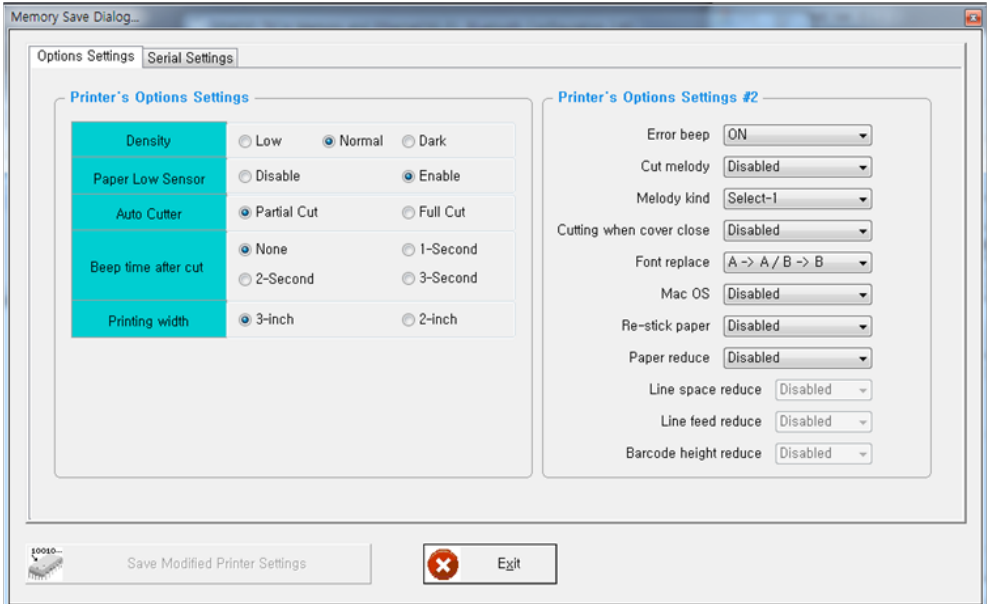 Memory Save Dialog...
Options Settings
Serial Settings
Printer's Options Settings
Density
Low
Normal
Dark
Paper Low Sensor
Disable
Enable
Auto Cutter
Partial Cut
Full Cut
Beep time after cut
None
1-Second
2-Second
3-Second
Printing width
3-inch
2-inch
Printer's Options Settings #2
Error beep
ON
Cut melody
Disabled
Melody kind
Select-1
Cutting when cover close
Disabled
Font replace
A -> A / B -> B
Mac OS
Disabled
Re-stick paper
Disabled
Paper reduce
Disabled
Line space reduce
Disabled
Line feed reduce
Disabled
Barcode height reduce
Disabled
10010...
Save Modified Printer Settings
Exit